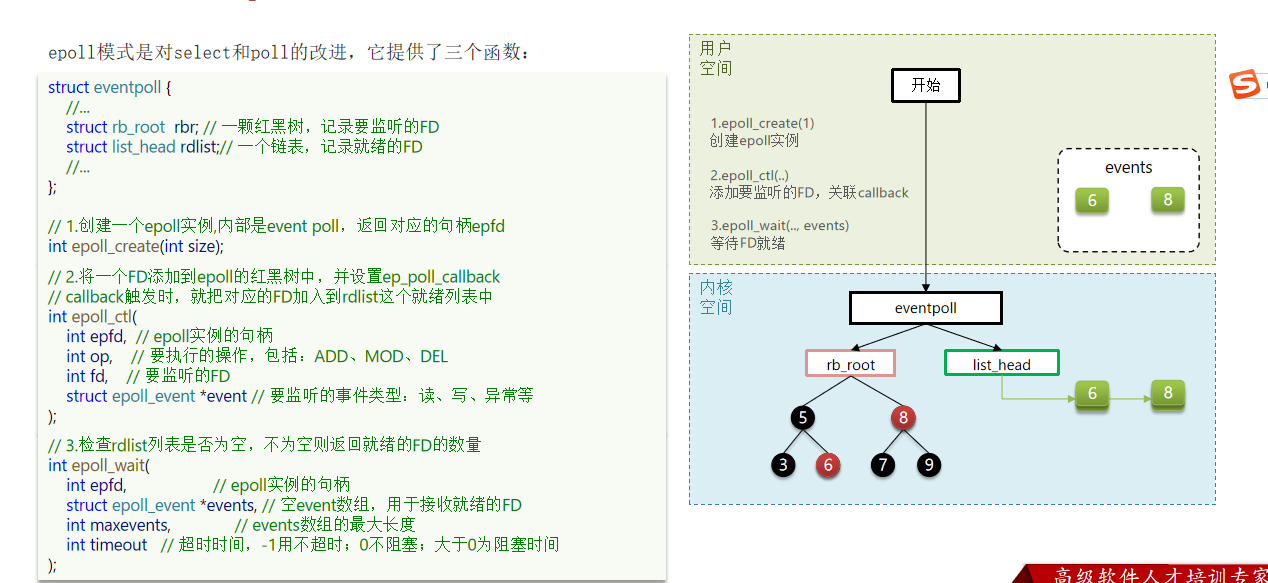 epoll模式是对select和poll的改进，它提供了三个函数：
struct eventpoll {
//...
struct rb_root rbr; // 一颗红黑树，记录要监听的FD
struct list_head rdlist;// 一个链表，记录就绪的FD
//...
};
// 1.创建一个epoll实例,内部是event poll，返回对应的句柄epfd
int epoll_create(int size);
// 2.将一个FD添加到epoll的红黑树中，并设置ep_poll_callback
// callback触发时，就把对应的FD加入到rdlist这个就绪列表中
int epoll_ctl(
int epfd, // epoll实例的句柄
int op, // 要执行的操作，包括：ADD、MOD、DEL
int fd, // 要监听的FD
struct epoll_event *event // 要监听的事件类型：读、写、异常等
);
// 3.检查rdlist列表是否为空，不为空则返回就绪的FD的数量
int epoll_wait(
int epfd, // epoll实例的句柄
struct epoll_event *events, // 空event数组，用于接收就绪的FD
int maxevents, // events数组的最大长度
int timeout // 超时时间，-1用不超时；0不阻塞；大于0为阻塞时间
);
用户
空间
开始
1.epoll_create(1)
创建epoll实例
2.epoll_ctl(..)
添加要监听的FD，关联callback
3.epoll_wait(.., events)
等待FD就绪
events
6 8
内核
空间
eventpoll
rb_root list_head
6 8
5 8
3 6 7 9
S
高级软件人才培训专家